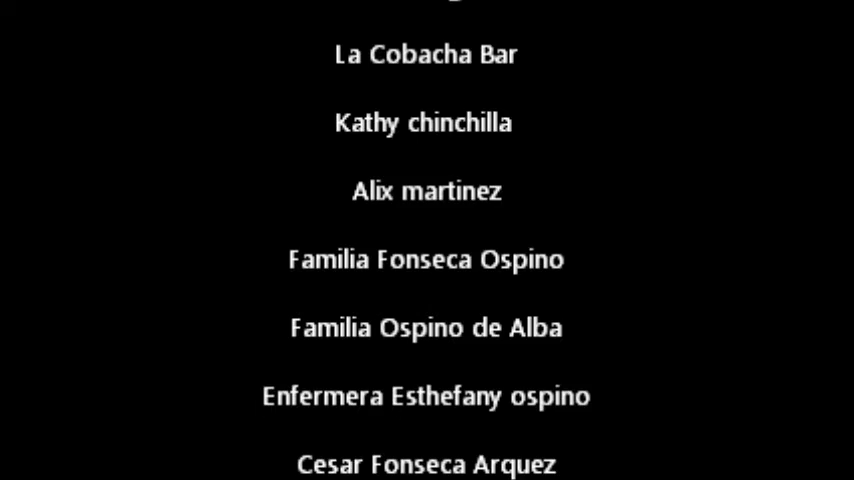 La Cobacha Bar
Kathy chinchilla
Alix martinez
Familia Fonseca Ospino
Familia Ospino de Alba
Enfermera Esthefany ospino
Cesar Fonseca Arquez